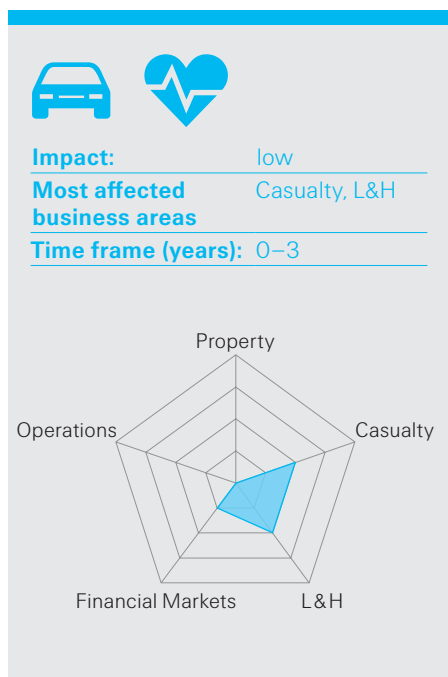 Impact: low
Most affected Casualty, L&H
business areas
Time frame (years): 0–3
Property
Operations Casualty
Financial Markets L&H